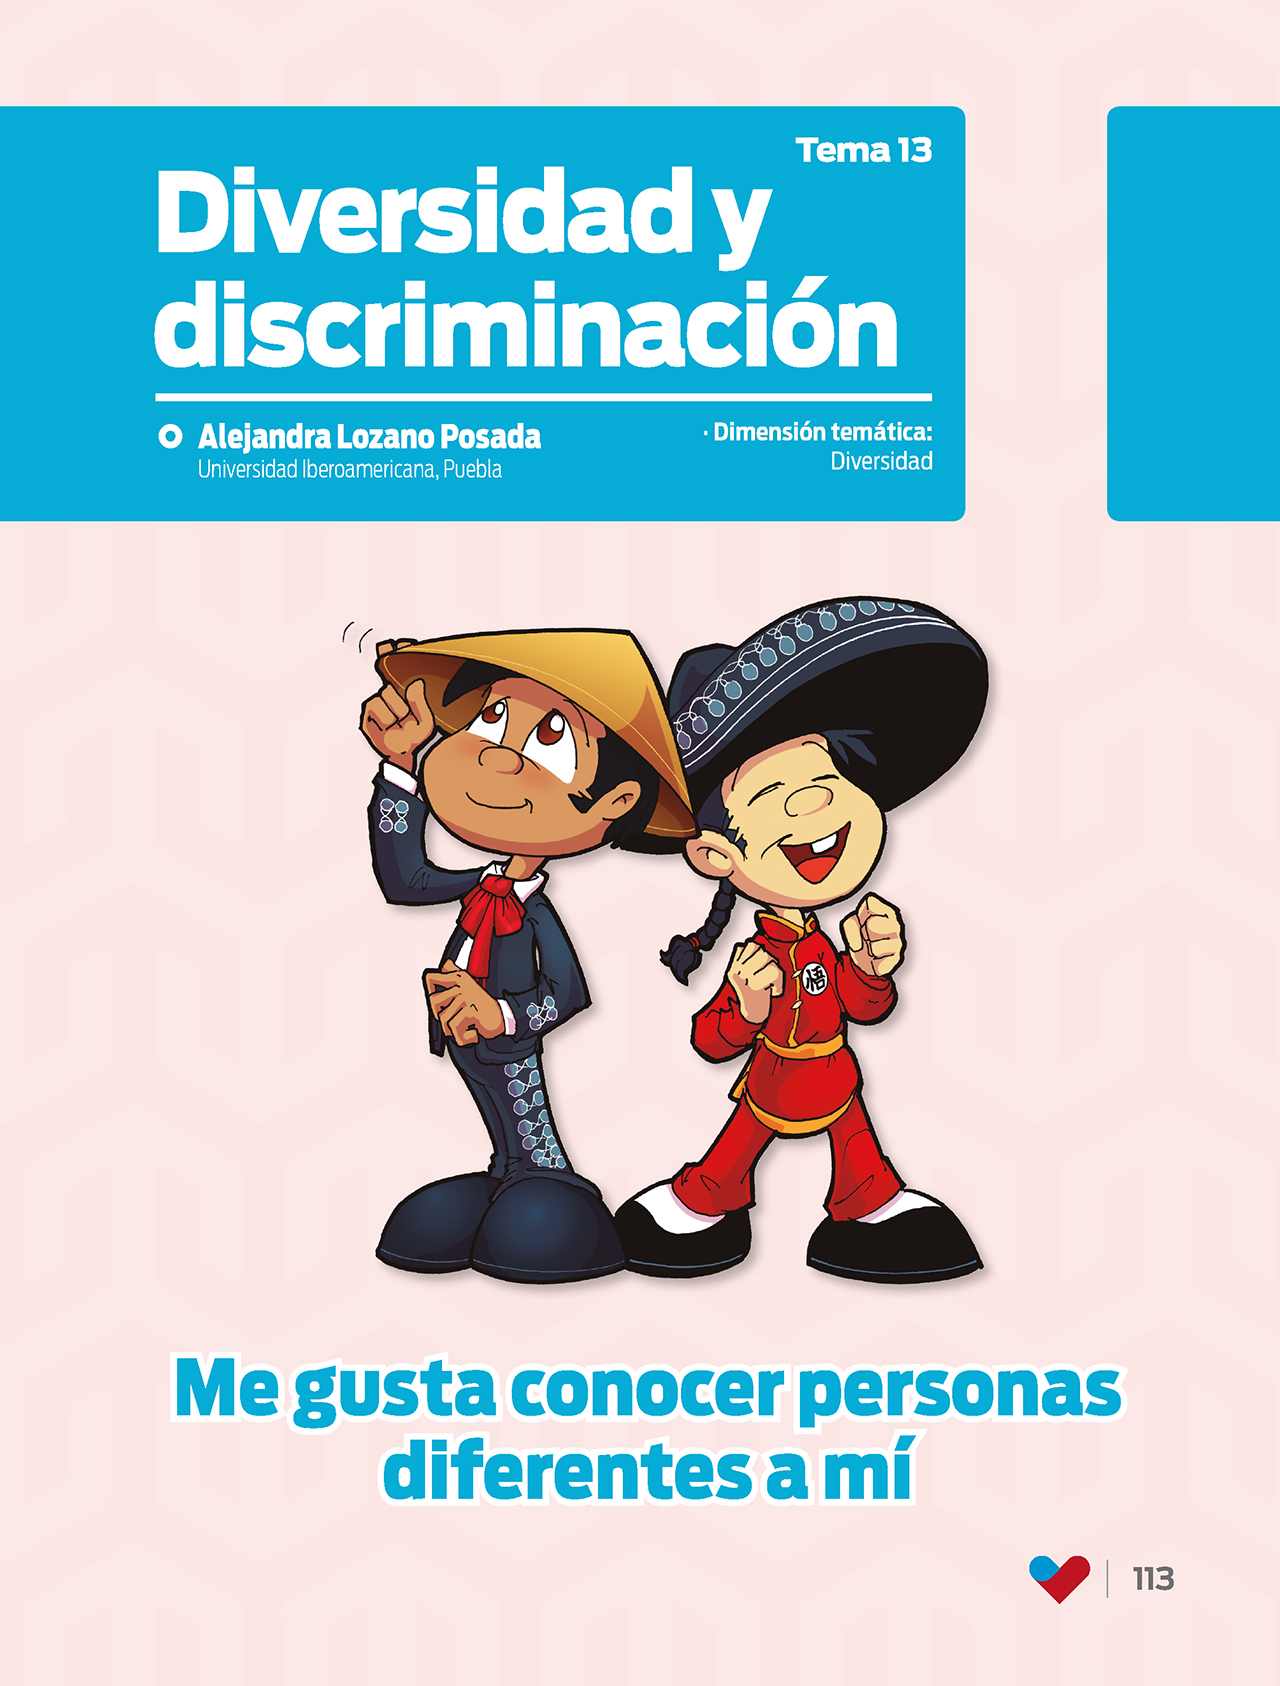 Tema 13
Diversidad y
discriminación
Alejandra Lozano Posada
Universidad Iberoamericana, Puebla
· Dimensión temática:
Diversidad
悟
Me gusta conocer personas
diferentes a mí
113